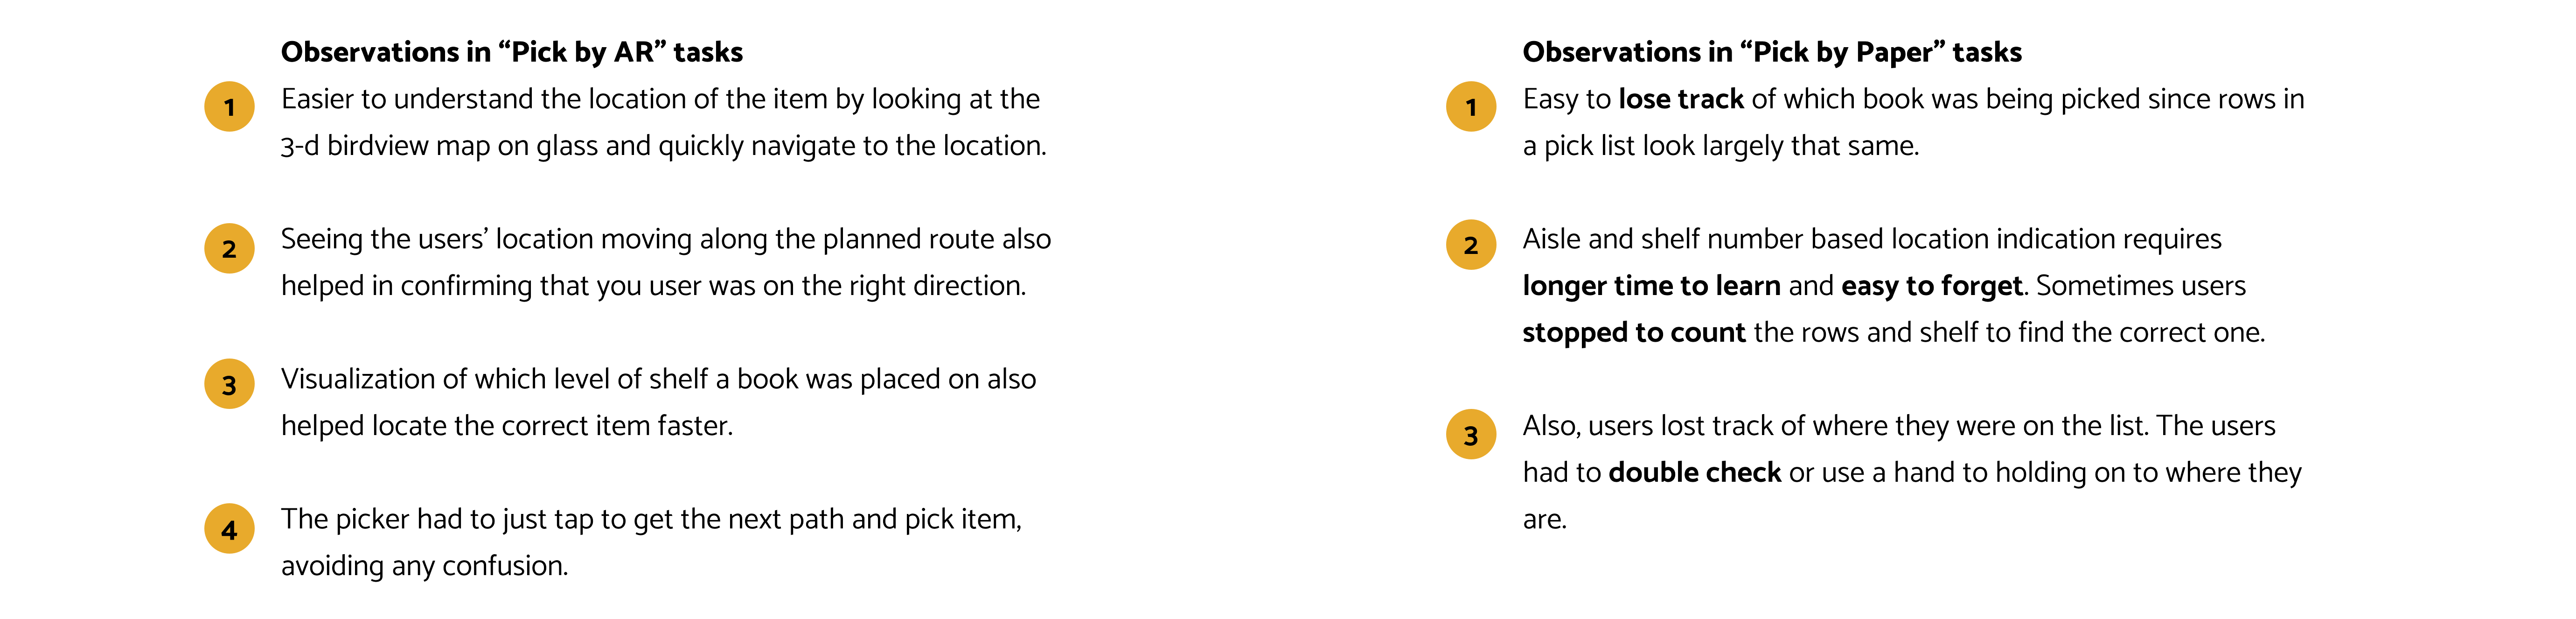 Observations in “Pick by AR” tasks
1
Easier to understand the location of the item by looking at the
3-d birdview map on glass and quickly navigate to the location.
2
Seeing the users’ location moving along the planned route also
helped in confirming that you user was on the right direction.
3
Visualization of which level of shelf a book was placed on also
helped locate the correct item faster.
4
The picker had to just tap to get the next path and pick item,
avoiding any confusion.
Observations in “Pick by Paper” tasks
1
Easy to lose track of which book was being picked since rows in
a pick list look largely that same.
2
Aisle and shelf number based location indication requires
longer time to learn and easy to forget. Sometimes users
stopped to count the rows and shelf to find the correct one.
3
Also, users lost track of where they were on the list. The users
had to double check or use a hand to holding on to where they
are.